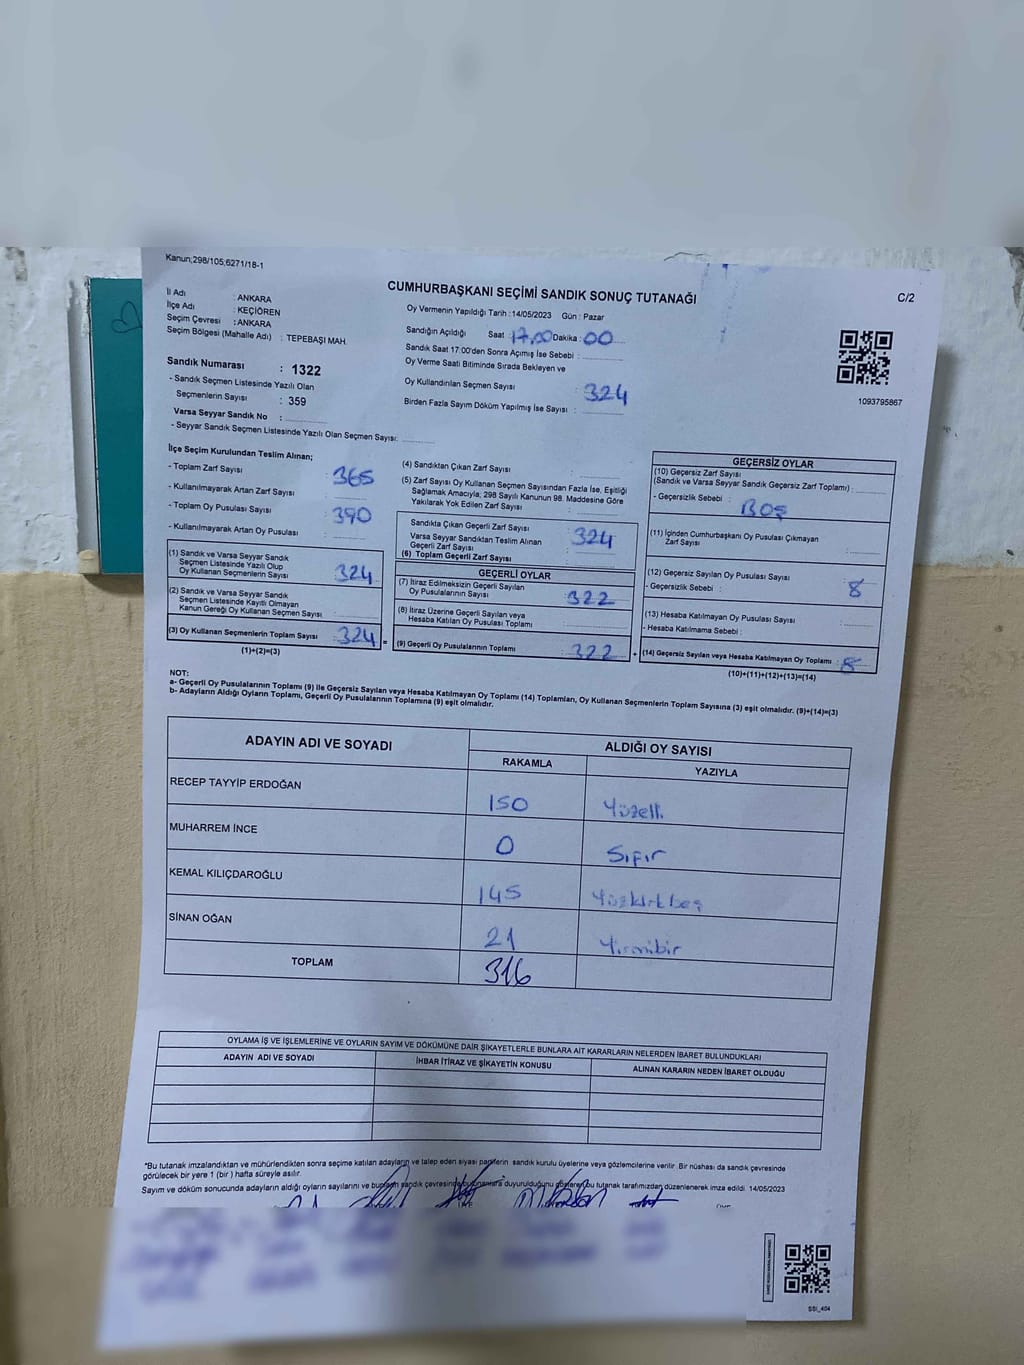 Kanun;298/105;6271/18-1
CUMHURBAŞKANI SEÇİMİ SANDIK SONUÇ TUTANAĞI
C/2
İl Adı : ANKARA
İlçe Adı : KEÇİÖREN
Seçim Çevresi : ANKARA
Seçim Bölgesi (Mahalle Adı) : TEPEBAŞI MAH.
Sandık Numarası : 1322
- Sandık Seçmen Listesinde Yazılı Olan
Seçmenlerin Sayısı : 359
Varsa Seyyar Sandık No :
- Seyyar Sandık Seçmen Listesinde Yazılı Olan Seçmen Sayısı:
Oy Vermenin Yapıldığı Tarih :14/05/2023 Gün : Pazar
Sandığın Açıldığı Saat : 17,00 Dakika : 00
Sandık Saat 17:00'den Sonra Açımış İse Sebebi :
Oy Verme Saati Bitiminde Sırada Bekleyen ve
Oy Kullandırılan Seçmen Sayısı : 324
Birden Fazla Sayım Döküm Yapılmış İse Sayısı :
1093795867
İlçe Seçim Kurulundan Teslim Alınan;
- Toplam Zarf Sayısı : 365
- Kullanılmayarak Artan Zarf Sayısı :
- Toplam Oy Pusulası Sayısı : 390
- Kullanılmayarak Artan Oy Pusulası :
(1) Sandık ve Varsa Seyyar Sandık
Seçmen Listesinde Yazılı Olup
Oy Kullanan Seçmenlerin Sayısı : 324
(2) Sandık ve Varsa Seyyar Sandık
Seçmen Listesinde Kayıtlı Olmayan
Kanun Gereği Oy Kullanan Seçmen Sayısı :
(3) Oy Kullanan Seçmenlerin Toplam Sayısı : 324 =
(1)+(2)=(3)
(4) Sandıktan Çıkan Zarf Sayısı :
(5) Zarf Sayısı Oy Kullanan Seçmen Sayısından Fazla İse, Eşitliği
Sağlamak Amacıyla; 298 Sayılı Kanunun 98. Maddesine Göre
Yakılarak Yok Edilen Zarf Sayısı :
Sandıkta Çıkan Geçerli Zarf Sayısı : 324
Varsa Seyyar Sandıktan Teslim Alınan
Geçerli Zarf Sayısı :
(6) Toplam Geçerli Zarf Sayısı :
GEÇERLİ OYLAR
(7) İtiraz Edilmeksizin Geçerli Sayılan
Oy Pusulalarının Sayısı : 322
(8) İtiraz Üzerine Geçerli Sayılan veya
Hesaba Katılan Oy Pusulası Toplamı :
(9) Geçerli Oy Pusulalarının Toplamı : 322 +
GEÇERSİZ OYLAR
(10) Geçersiz Zarf Sayısı
(Sandık ve Varsa Seyyar Sandık Geçersiz Zarf Toplamı) :
- Geçersizlik Sebebi : BOŞ
(11) İçinden Cumhurbaşkanı Oy Pusulası Çıkmayan
Zarf Sayısı :
(12) Geçersiz Sayılan Oy Pusulası Sayısı : 8
- Geçersizlik Sebebi :
(13) Hesaba Katılmayan Oy Pusulası Sayısı :
- Hesaba Katılmama Sebebi :
(14) Geçersiz Sayılan veya Hesaba Katılmayan Oy Toplamı : 8
(10)+(11)+(12)+(13)=(14)
NOT:
a- Geçerli Oy Pusulalarının Toplamı (9) ile Geçersiz Sayılan veya Hesaba Katılmayan Oy Toplamı (14) Toplamları, Oy Kullanan Seçmenlerin Toplam Sayısına (3) eşit olmalıdır. (9)+(14)=(3)
b- Adayların Aldığı Oyların Toplamı, Geçerli Oy Pusulalarının Toplamına (9) eşit olmalıdır.
ADAYIN ADI VE SOYADI
ALDIĞI OY SAYISI
RAKAMLA YAZIYLA
RECEP TAYYİP ERDOĞAN 150 Yüzelli
MUHARREM İNCE 0 Sıfır
KEMAL KILIÇDAROĞLU 145 Yüzkırkbeş
SİNAN OĞAN 21 Yirmibir
TOPLAM 316
OYLAMA İŞ VE İŞLEMLERİNE VE OYLARIN SAYIM VE DÖKÜMÜNE DAİR ŞİKAYETLERLE BUNLARA AİT KARARLARIN NELERDEN İBARET BULUNDUKLARI
ADAYIN ADI VE SOYADI İHBAR İTİRAZ VE ŞİKAYETİN KONUSU ALINAN KARARIN NEDEN İBARET OLDUĞU
*Bu tutanak imzalandıktan ve mühürlendikten sonra seçime katılan adayların ve talep eden siyasi partilerin sandık kurulu üyelerine veya gözlemcilerine verilir. Bir nüshası da sandık çevresinde
görülecek bir yere 1 (bir ) hafta süreyle asılır.
Sayım ve döküm sonucunda adayların aldığı oyların sayılarını ve bunların sandık çevresinde bulunanlara duyurulduğunu gösteren bu tutanak tarafımızdan düzenlenerek imza edildi. 14/05/2023
SSI_404